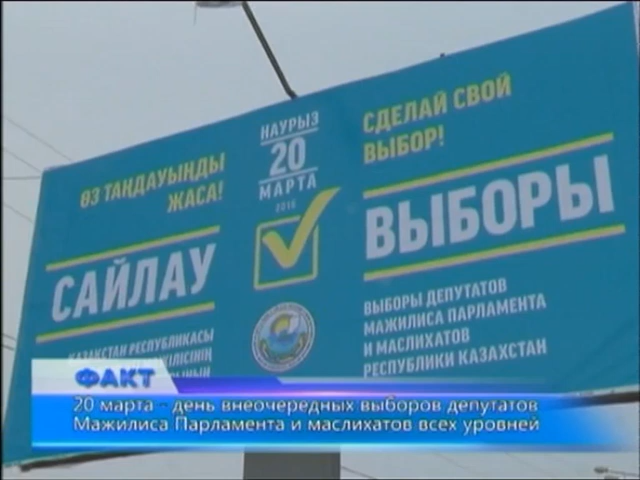 ӨЗ ТАҢДАУЫҢДЫ
ЖАСА!
САЙЛАУ
ҚАЗАҚСТАН РЕСПУБЛИКАСЫ
НАУРЫЗ
20
МАРТА
2016
СДЕЛАЙ СВОЙ
ВЫБОР!
ВЫБОРЫ
ВЫБОРЫ ДЕПУТАТОВ
МАЖИЛИСА ПАРЛАМЕНТА
И МАСЛИХАТОВ
РЕСПУБЛИКИ КАЗАХСТАН
ФАКТ
20 марта - день внеочередных выборов депутатов
Мажилиса Парламента и маслихатов всех уровней